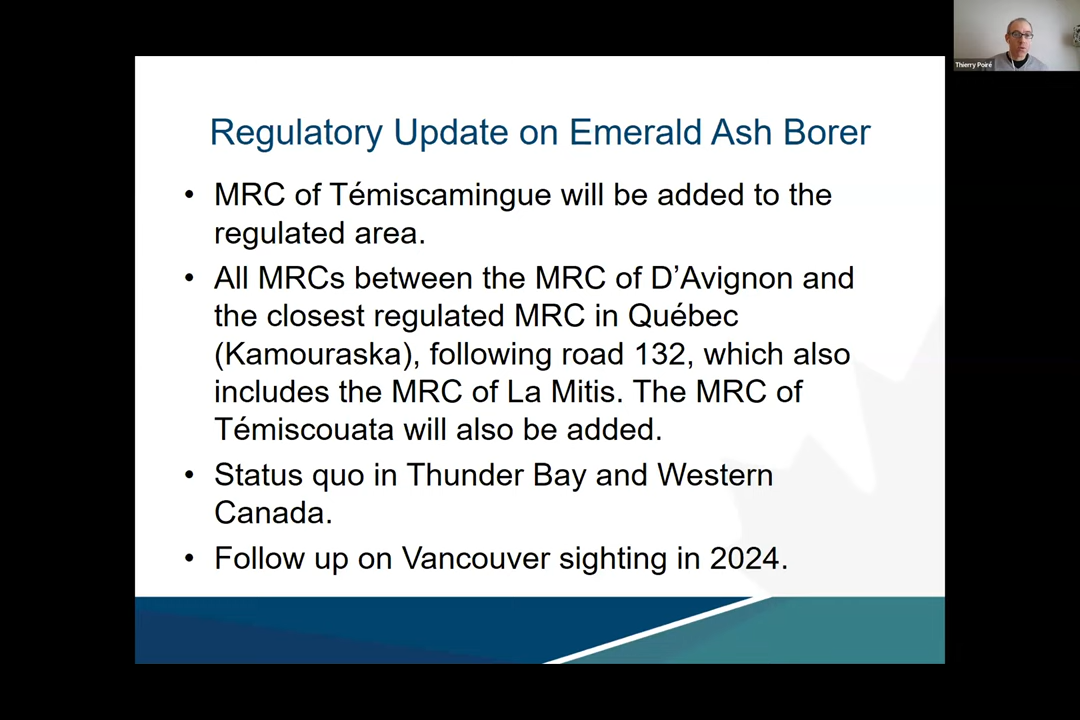 Thierry Poiré
Regulatory Update on Emerald Ash Borer
• MRC of Témiscamingue will be added to the
regulated area.
• All MRCs between the MRC of D’Avignon and
the closest regulated MRC in Québec
(Kamouraska), following road 132, which also
includes the MRC of La Mitis. The MRC of
Témiscouata will also be added.
• Status quo in Thunder Bay and Western
Canada.
• Follow up on Vancouver sighting in 2024.